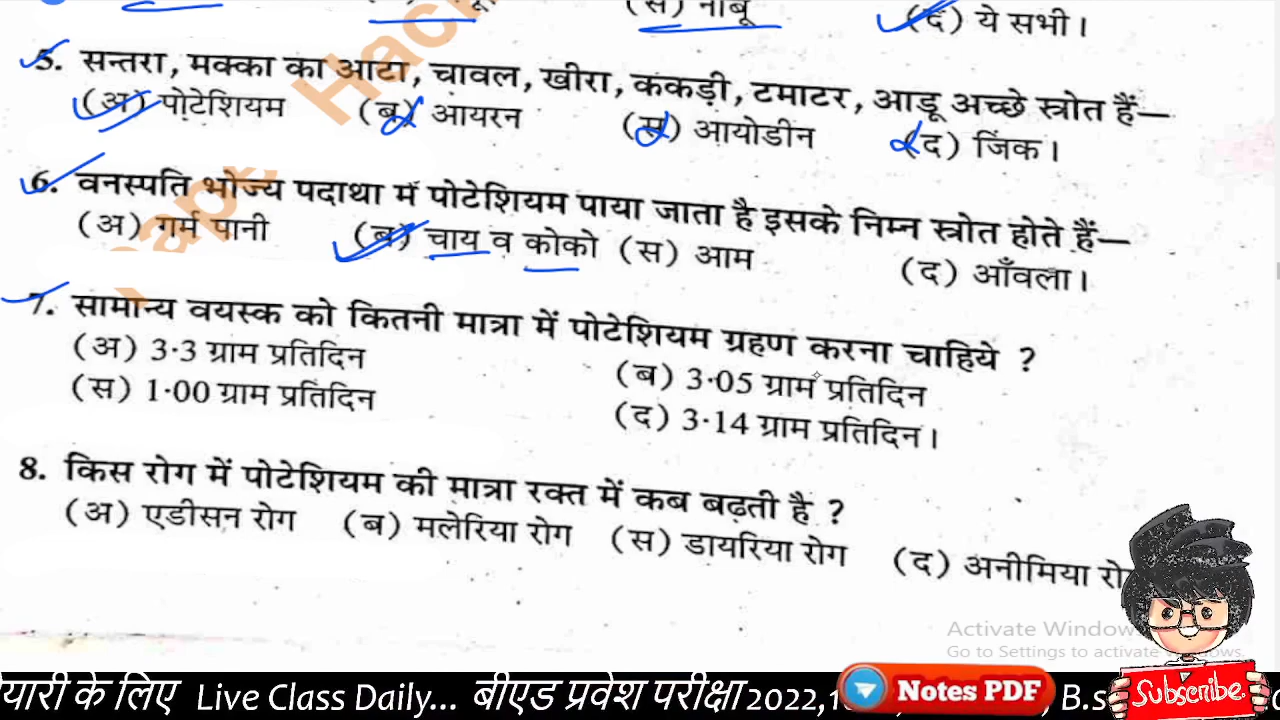 (स) नींबू (द) ये सभी।
5. सन्तरा, मक्का का आटा, चावल, खीरा, ककड़ी, टमाटर, आडू अच्छे स्त्रोत हैं—
(अ) पोटेशियम (ब) आयरन (स) आयोडीन (द) जिंक।
6. वनस्पति भोज्य पदार्थों में पोटेशियम पाया जाता है इसके निम्न स्त्रोत होते हैं—
(अ) गर्म पानी (ब) चाय व कोको (स) आम (द) आँवला।
7. सामान्य वयस्क को कितनी मात्रा में पोटेशियम ग्रहण करना चाहिये ?
(अ) 3·3 ग्राम प्रतिदिन (ब) 3·05 ग्राम प्रतिदिन
(स) 1·00 ग्राम प्रतिदिन (द) 3·14 ग्राम प्रतिदिन।
8. किस रोग में पोटेशियम की मात्रा रक्त में कब बढ़ती है ?
(अ) एडीसन रोग (ब) मलेरिया रोग (स) डायरिया रोग (द) अनीमिया
Activate Windows
Go to Settings to activate Windows.
के लिए Live Class Daily... बीएड प्रवेश परीक्षा 2022,
Notes PDF
Subscribe